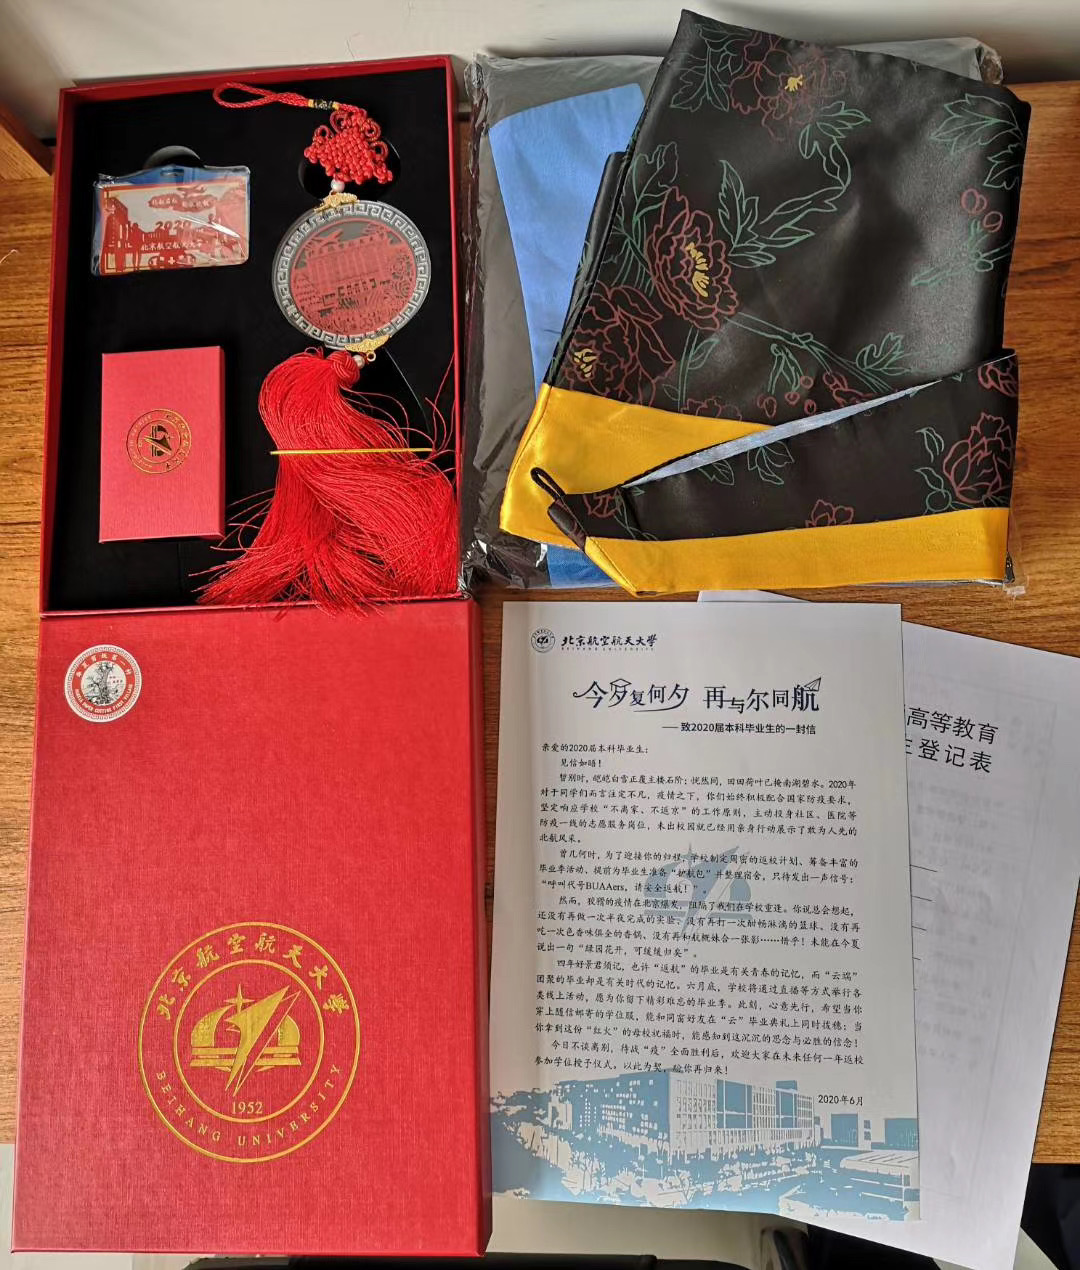 2020
北京航空航天大学
北京航空航天大学
BEIHANG UNIVERSITY
1952
北京航空航天大学
BEIHANG UNIVERSITY
今夕复何夕 再与尔同航
——致2020届本科毕业生的一封信
亲爱的2020届本科毕业生:
见信如晤!
暂别时,皑皑白雪正覆主楼石阶;恍然间,田田荷叶已掩南湖碧水。2020年
对于同学们而言注定不凡,疫情之下,你们始终积极配合国家防疫要求,
坚定响应学校“不离家、不返京”的工作原则,主动投身社区、医院等
防疫一线的志愿服务岗位,未出校园就已经用亲身行动展示了敢为人先的
北航风采。
曾几何时,为了迎接你的归程,学校制定周密的返校计划、筹备丰富的
毕业季活动、提前为毕业生准备“护航包”并整理宿舍,只待发出一声信号:
“呼叫代号BUAAers,请安全返航!”。
然而,狡猾的疫情在北京爆发,阻隔了我们在学校重逢。你说总会想起,
还没有再做一次半夜完成的实验、没有再打一次酣畅淋漓的篮球、没有再
吃一次色香味俱全的香锅、没有再和航概妹合一张影……惜乎!未能在今夏
说出一句“绿园花开,可缓缓归矣”。
四年好景君须记,也许“返航”的毕业是有关青春的记忆,而“云端”
团聚的毕业却是有关时代的记忆。六月底,学校将通过直播等方式举行各
类线上活动,愿为你留下精彩难忘的毕业季。此刻,心意先行,希望当你
穿上随信邮寄的学位服,能和同窗好友在“云”毕业典礼上同时拨穗;当
你拿到这份“红火”的母校祝福时,能感知到这沉沉的思念与必胜的信念!
今日不谈离别,待战“疫”全面胜利后,欢迎大家在未来任何一年返校
参加学位授予仪式。以此为契,盼你再归来!
2020年6月
高等教育
登记表